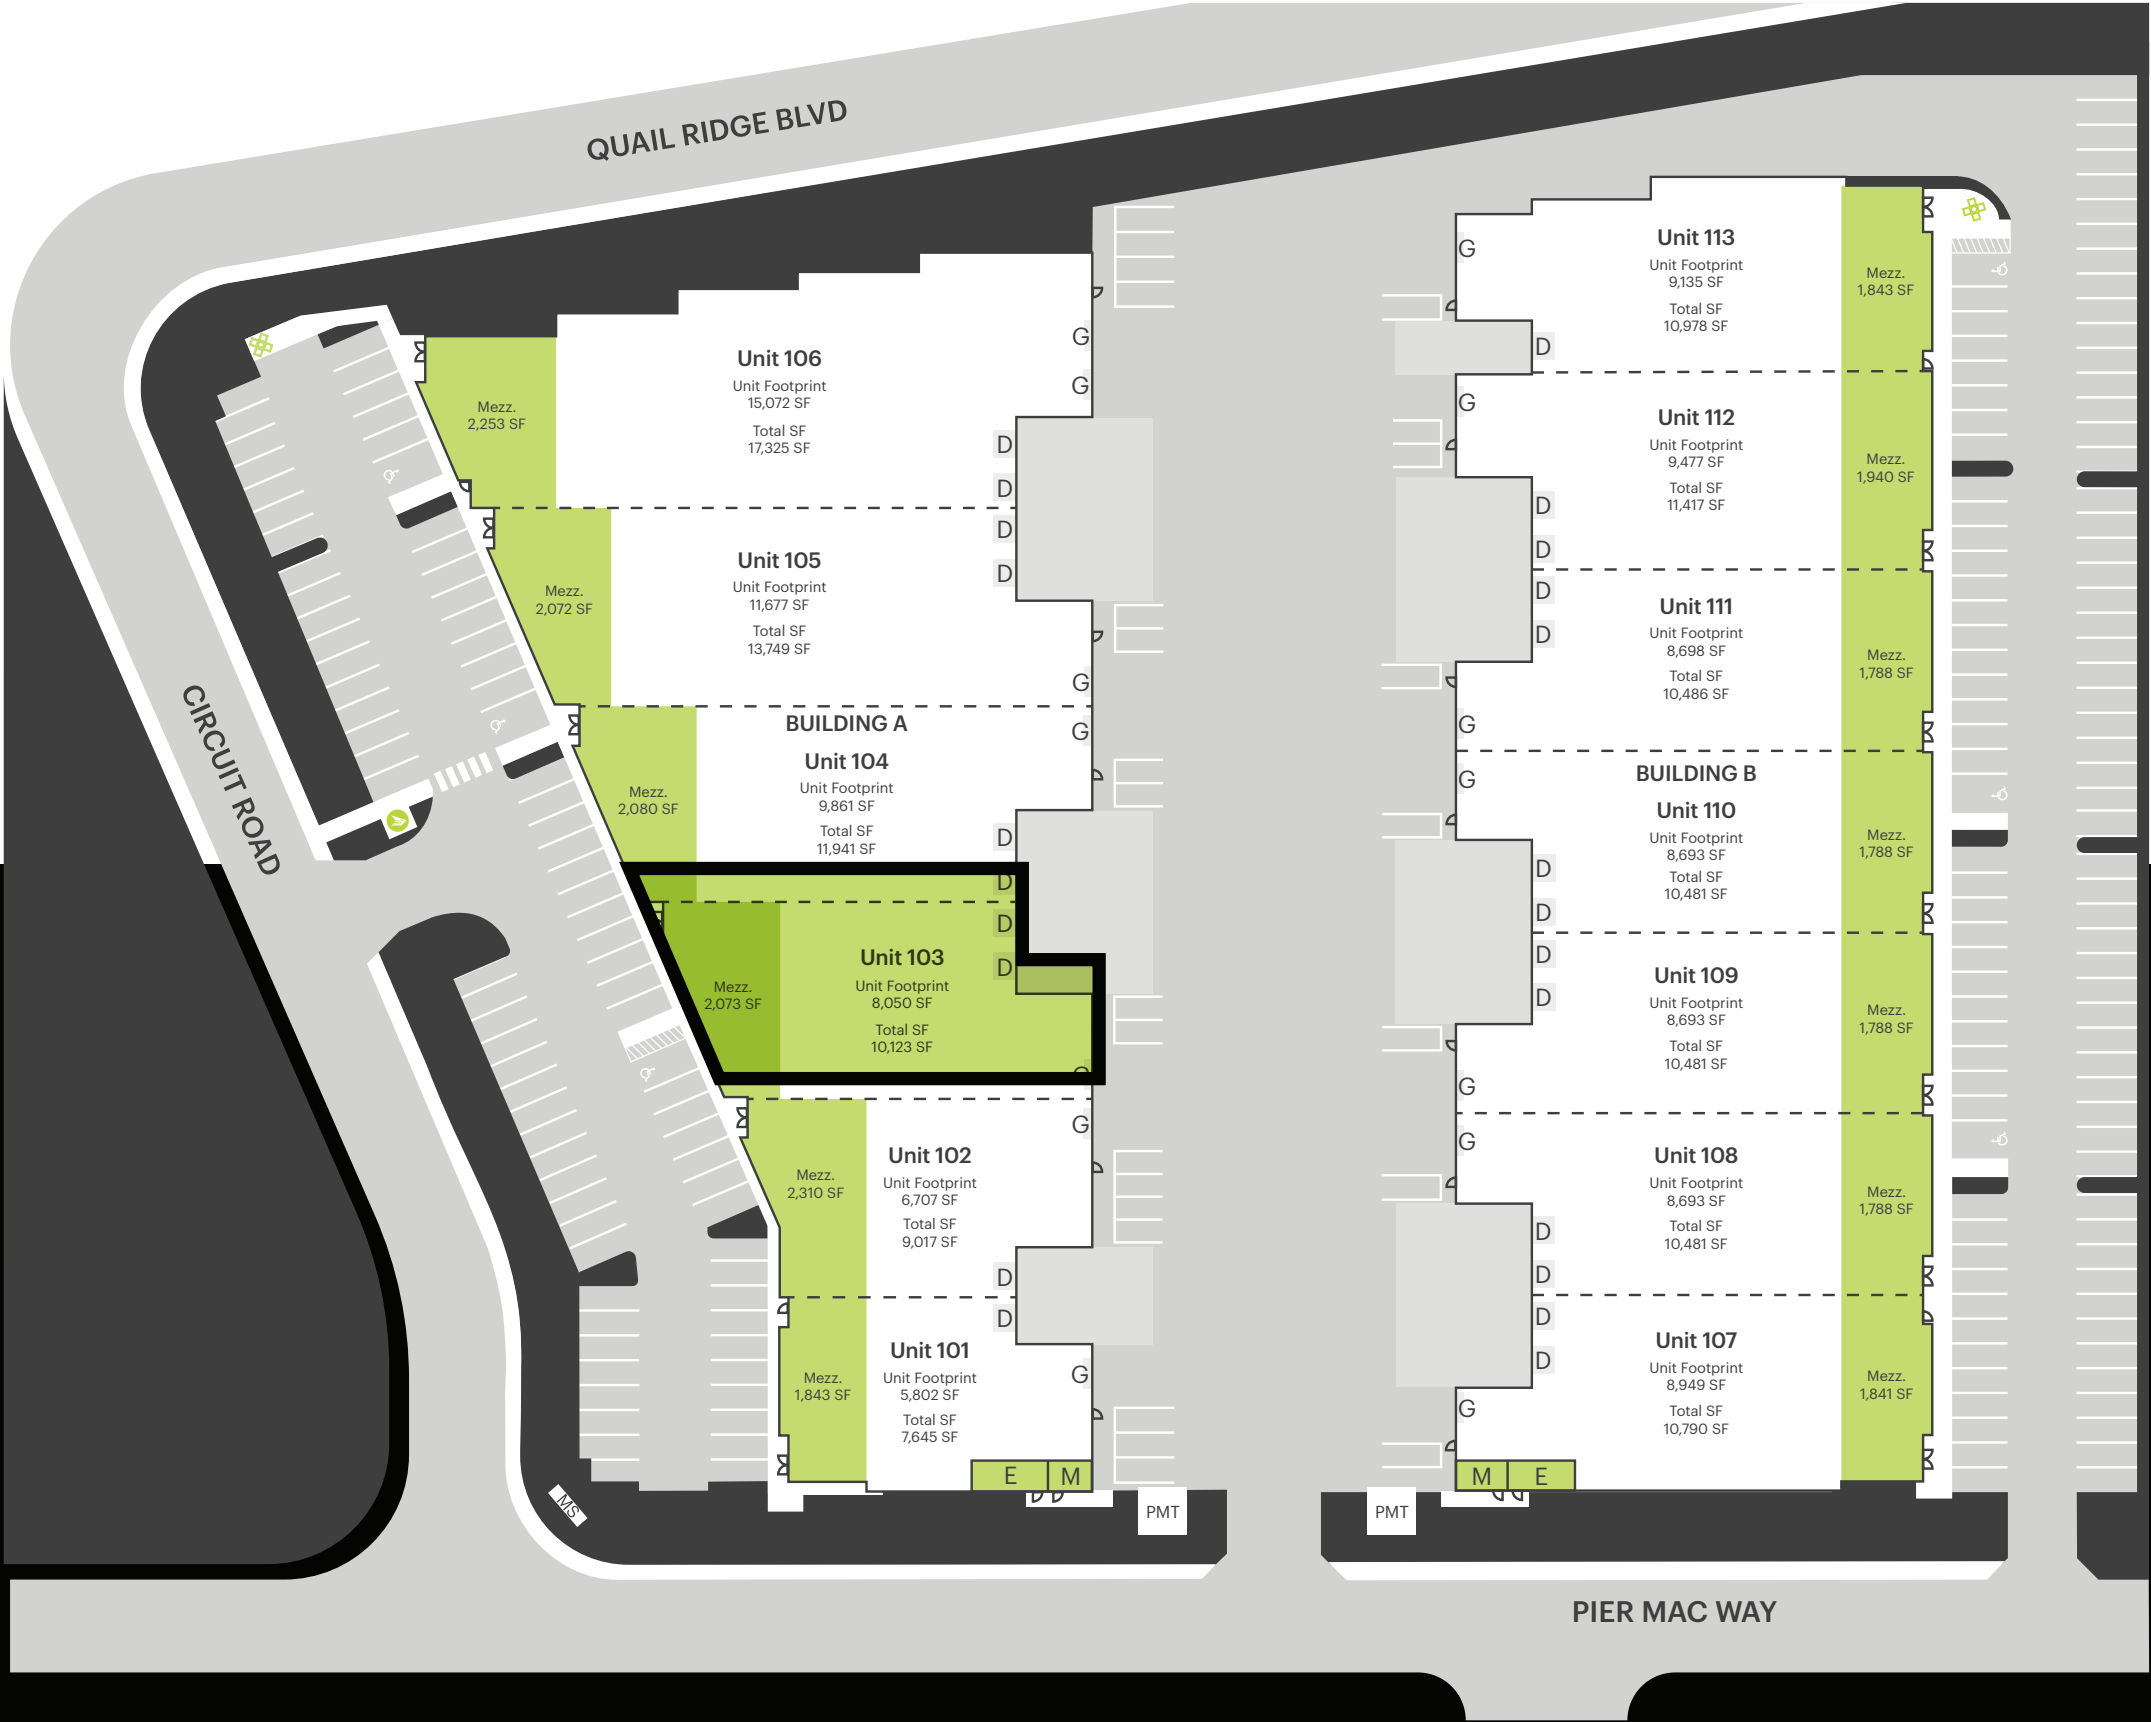 QUAIL RIDGE BLVD
CIRCUIT ROAD
Unit 106
Unit Footprint
15,072 SF
Total SF
17,325 SF
Mezz.
2,253 SF
G
G
D
D
Unit 105
Unit Footprint
11,677 SF
Total SF
13,749 SF
Mezz.
2,072 SF
D
D
G
BUILDING A
Unit 104
Unit Footprint
9,861 SF
Total SF
11,941 SF
Mezz.
2,080 SF
G
D
D
Unit 103
Unit Footprint
8,050 SF
Total SF
10,123 SF
Mezz.
2,073 SF
D
D
G
Unit 102
Unit Footprint
6,707 SF
Total SF
9,017 SF
Mezz.
2,310 SF
G
D
Unit 101
Unit Footprint
5,802 SF
Total SF
7,645 SF
Mezz.
1,843 SF
D
G
E
M
MS
PMT
Unit 113
Unit Footprint
9,135 SF
Total SF
10,978 SF
Mezz.
1,843 SF
G
D
Unit 112
Unit Footprint
9,477 SF
Total SF
11,417 SF
Mezz.
1,940 SF
G
D
D
Unit 111
Unit Footprint
8,698 SF
Total SF
10,486 SF
Mezz.
1,788 SF
D
D
G
BUILDING B
Unit 110
Unit Footprint
8,693 SF
Total SF
10,481 SF
Mezz.
1,788 SF
G
D
D
Unit 109
Unit Footprint
8,693 SF
Total SF
10,481 SF
Mezz.
1,788 SF
D
D
G
Unit 108
Unit Footprint
8,693 SF
Total SF
10,481 SF
Mezz.
1,788 SF
G
D
D
Unit 107
Unit Footprint
8,949 SF
Total SF
10,790 SF
Mezz.
1,841 SF
D
D
G
M
E
PMT
PIER MAC WAY